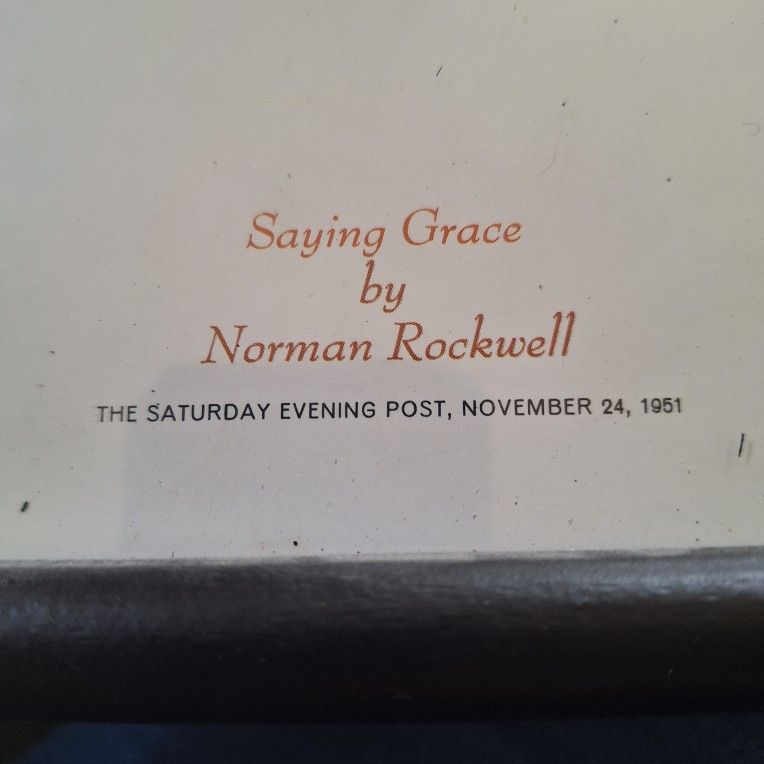 Saying Grace
by
Norman Rockwell
THE SATURDAY EVENING POST, NOVEMBER 24, 1951